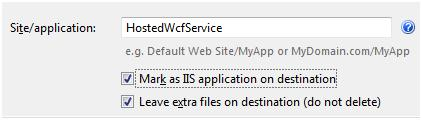 Site/application: HostedWcfService
e.g. Default Web Site/MyApp or MyDomain.com/MyApp
Mark as IIS application on destination
Leave extra files on destination (do not delete)